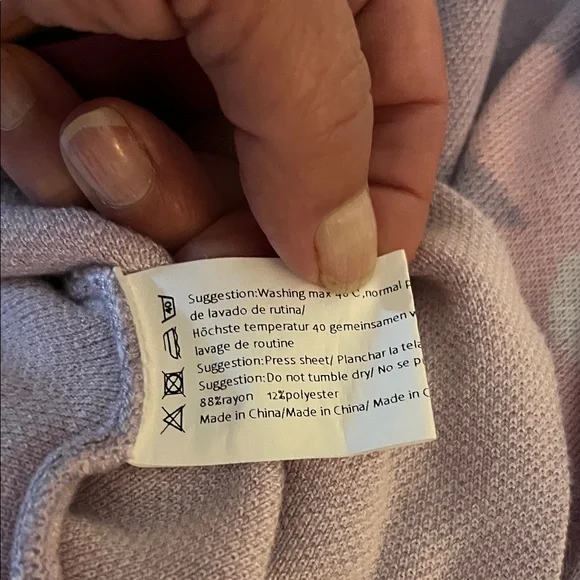 Suggestion:Washing max 40 C,normal
de lavado de rutina/
Höchste temperatur 40 gemeinsamen
lavage de routine
Suggestion:Press sheet/ Planchar la tela
Suggestion:Do not tumble dry/ No se
88%rayon 12%polyester
Made in China/Made in China/ Made in